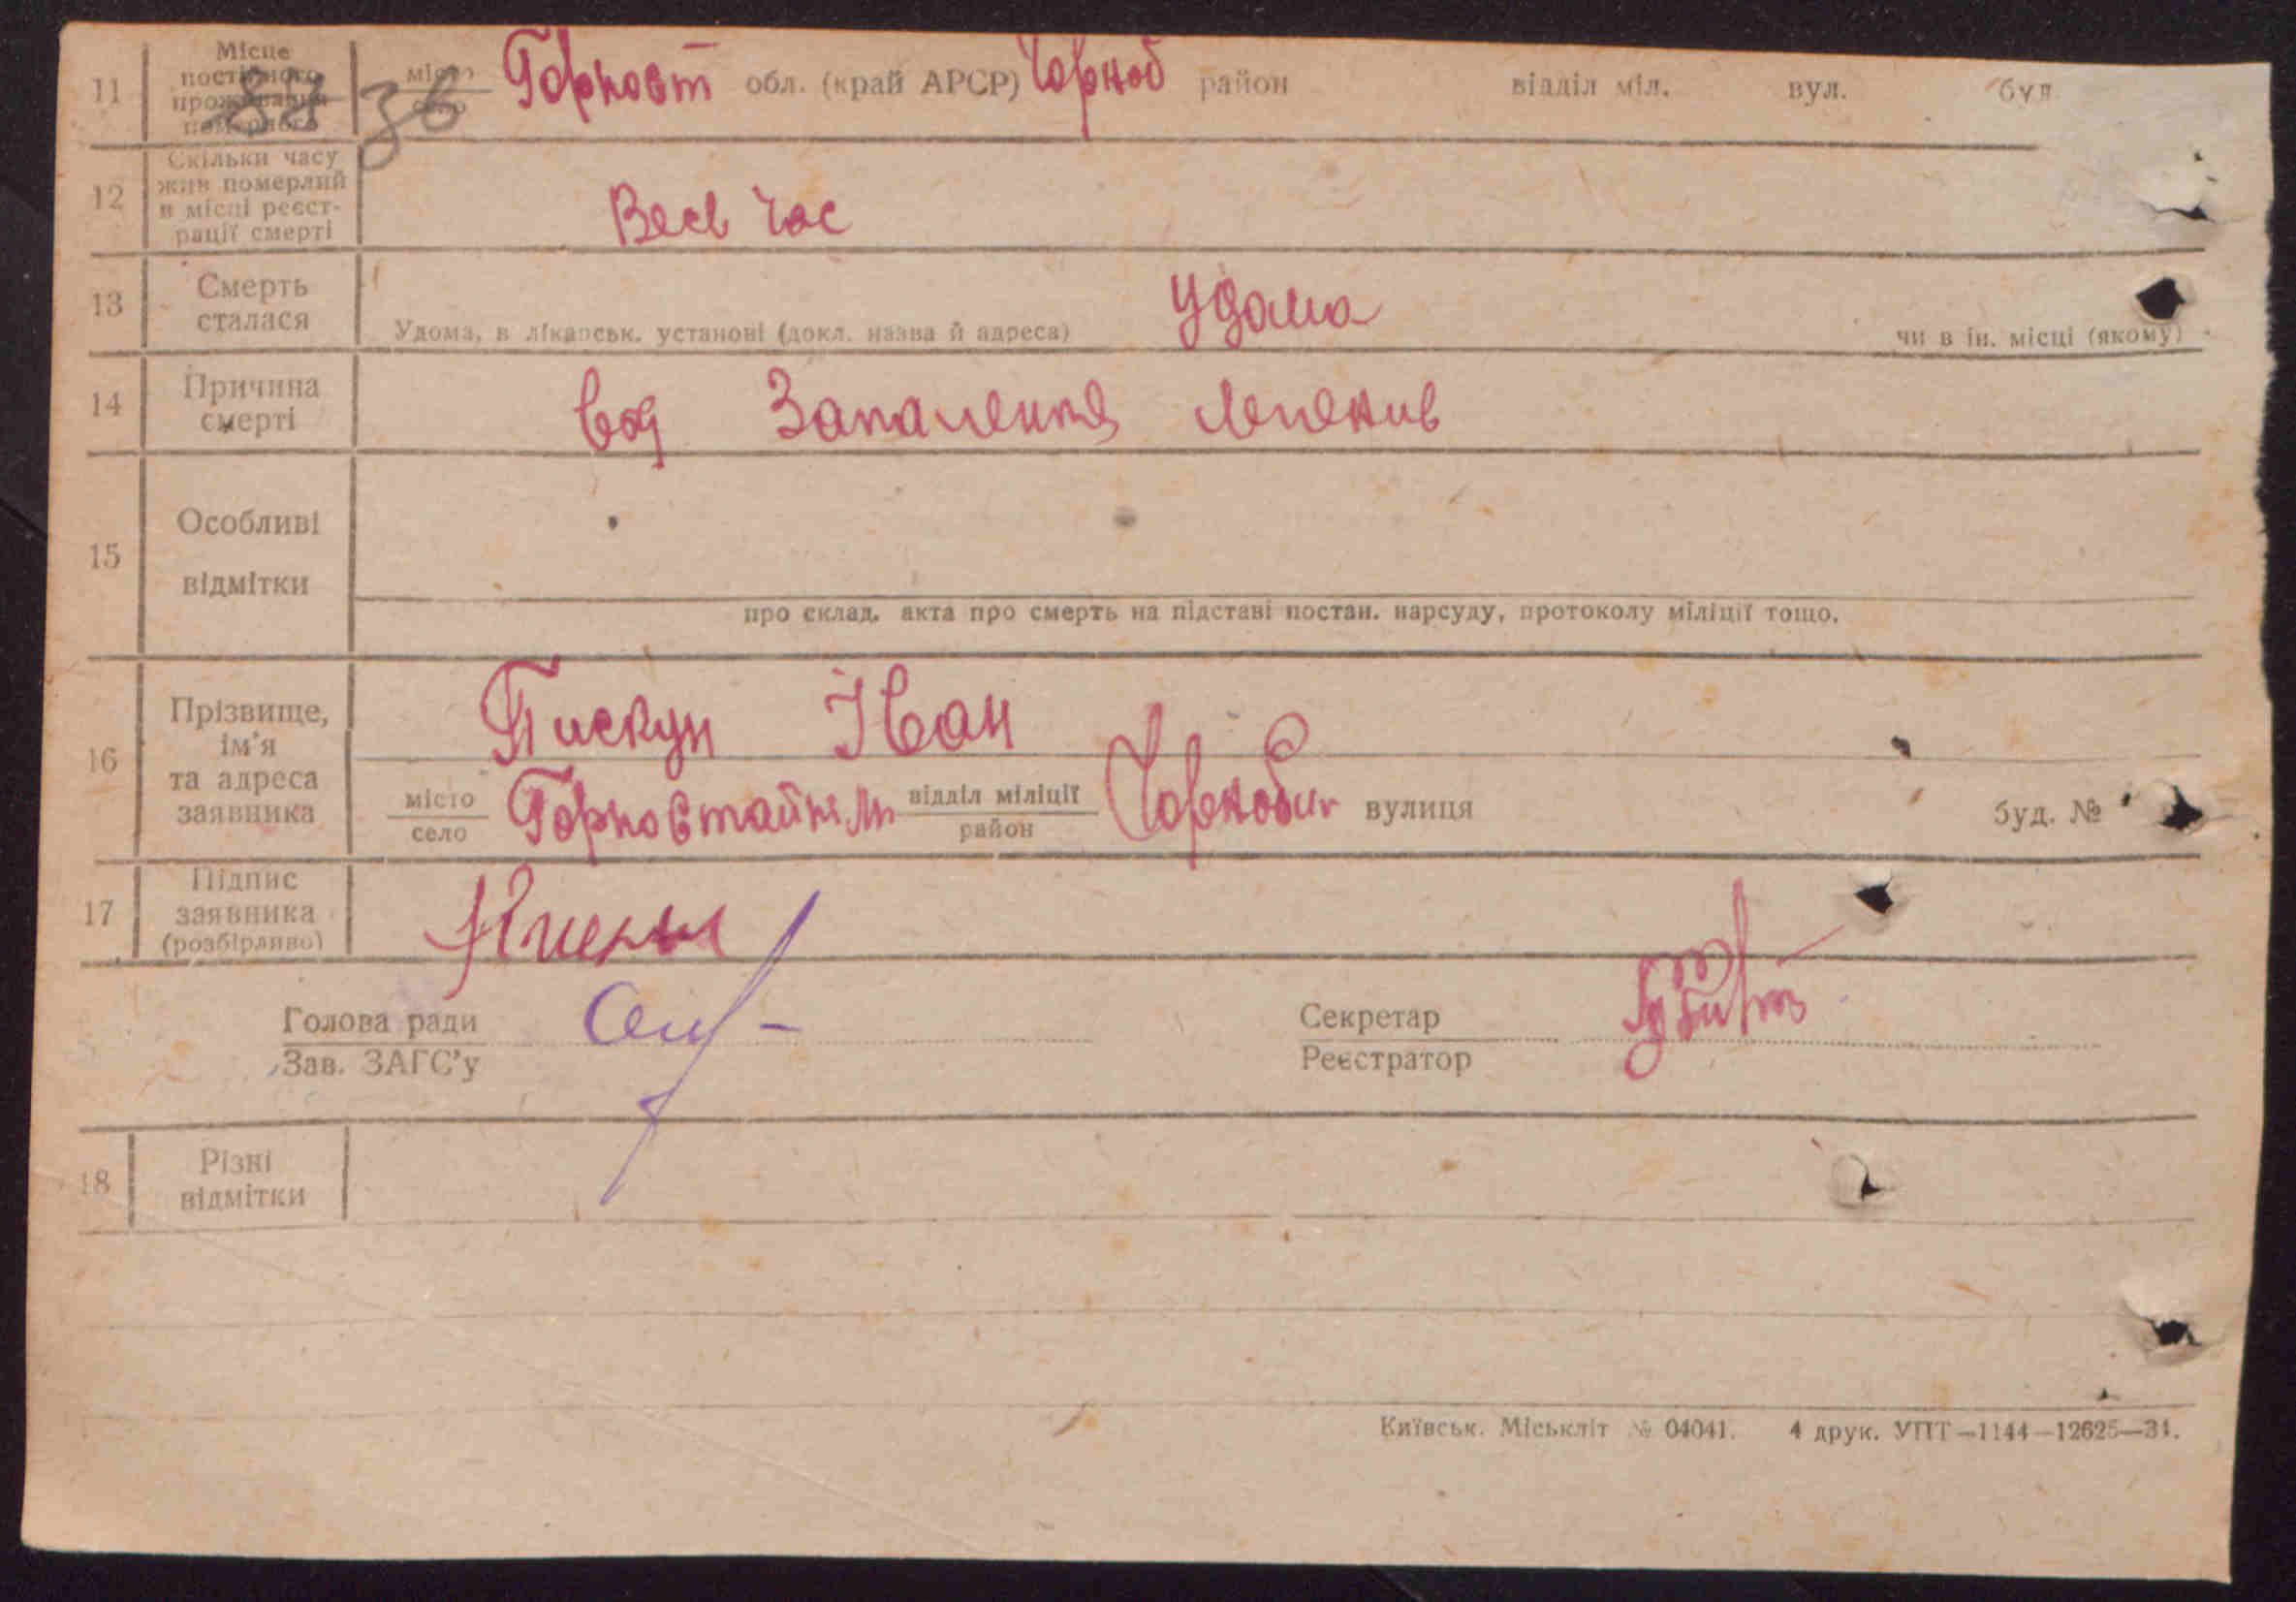 11 Місце постійного проживання померлого 38 місто село Горност обл. (край АРСР) Чорноб район відділ міл. вул. буд
12 Скільки часу жив померлий в місці реєстрації смерті Весь час
13 Смерть сталася Удома, в лікарськ. установі (докл. назва й адреса) Удома чи в ін. місці (якому)
14 Причина смерті вод Запалення легенив
15 Особливі відмітки
про склад. акта про смерть на підставі постан. нарсуду, протоколу міліції тощо.
16 Прізвище, ім'я та адреса заявника Пискун Іван
місто село Горностайпіль відділ міліції район Чорнобил вулиця буд. №
17 Підпис заявника (розбірливо)
Голова ради
Зав. ЗАГС'у
Секретар
Реєстратор
18 Різні відмітки
Київськ. Міськліт № 04041. 4 друк. УПТ—1144—12625—31.